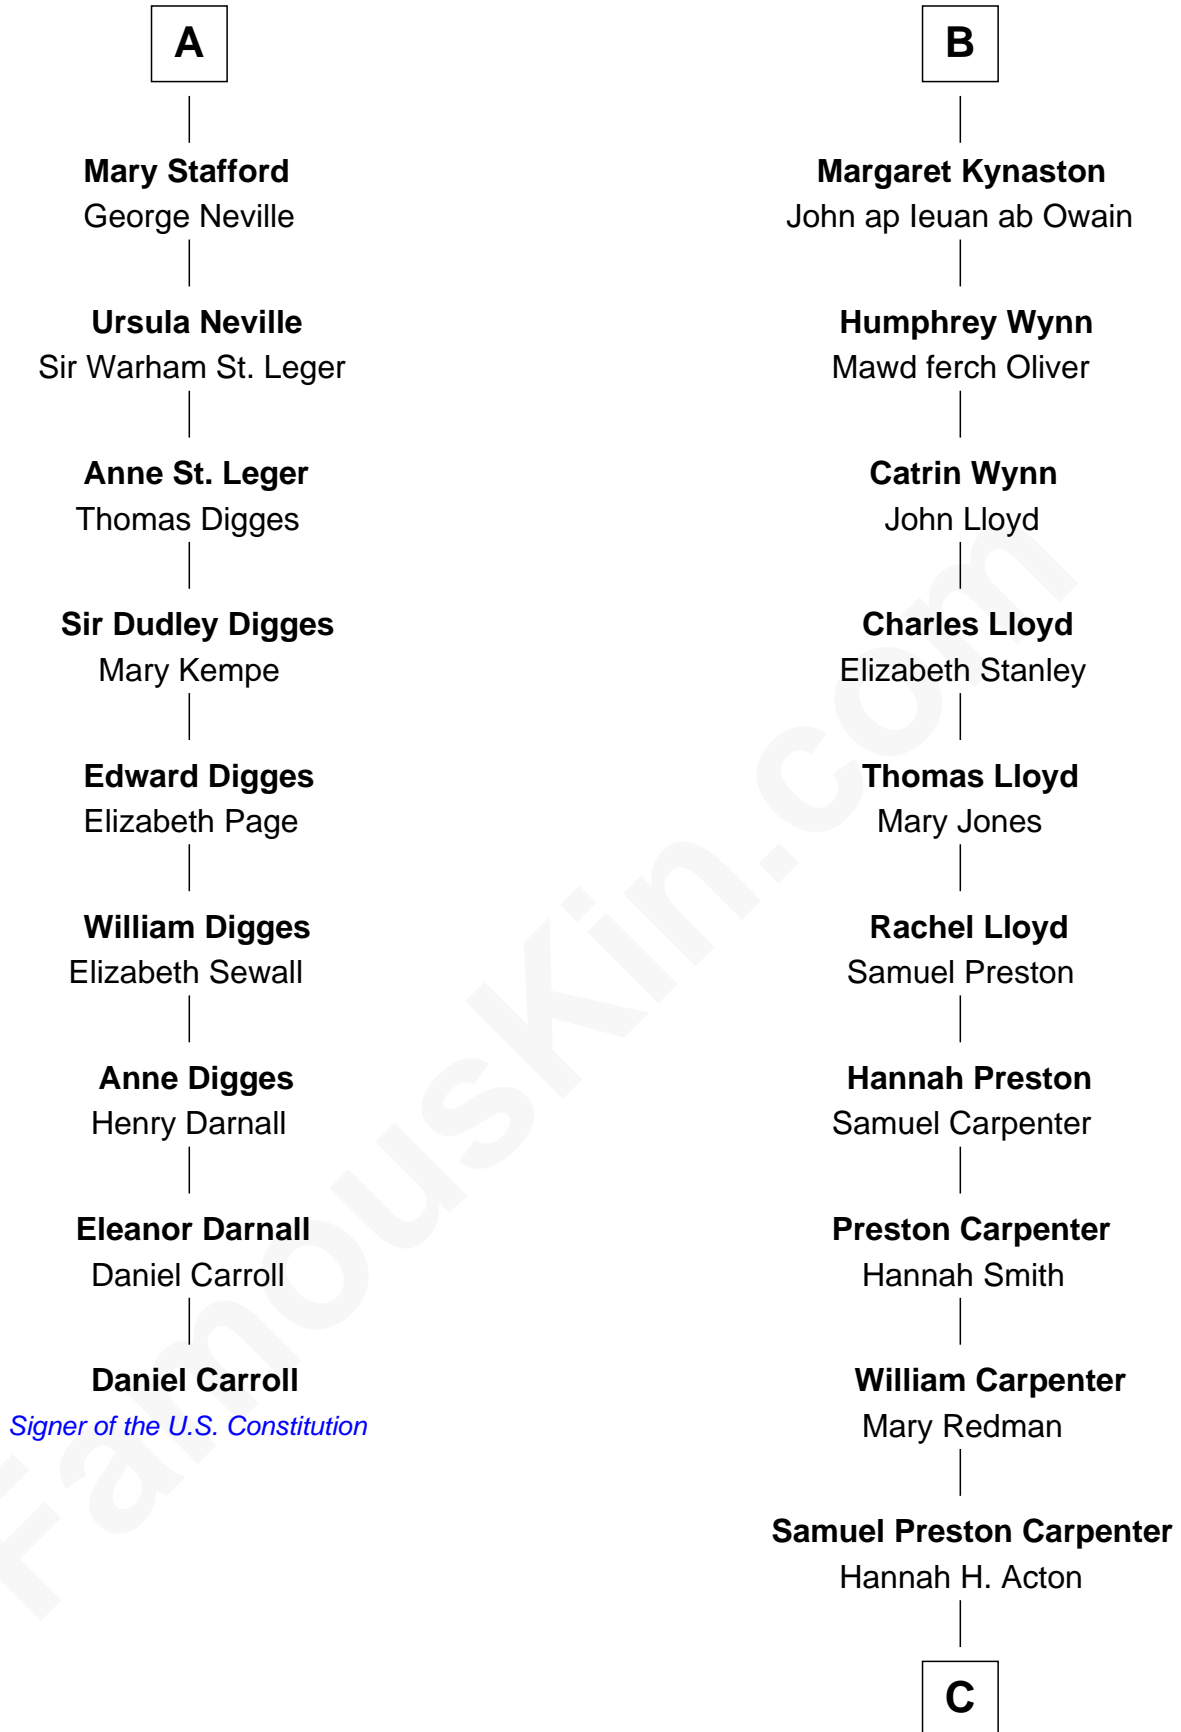 A
Mary Stafford
George Neville
Ursula Neville
Sir Warham St. Leger
Anne St. Leger
Thomas Digges
Sir Dudley Digges
Mary Kempe
Edward Digges
Elizabeth Page
William Digges
Elizabeth Sewall
Anne Digges
Henry Darnall
Eleanor Darnall
Daniel Carroll
Daniel Carroll
Signer of the U.S. Constitution
B
Margaret Kynaston
John ap Ieuan ab Owain
Humphrey Wynn
Mawd ferch Oliver
Catrin Wynn
John Lloyd
Charles Lloyd
Elizabeth Stanley
Thomas Lloyd
Mary Jones
Rachel Lloyd
Samuel Preston
Hannah Preston
Samuel Carpenter
Preston Carpenter
Hannah Smith
William Carpenter
Mary Redman
Samuel Preston Carpenter
Hannah H. Acton
C
FamousKin.com